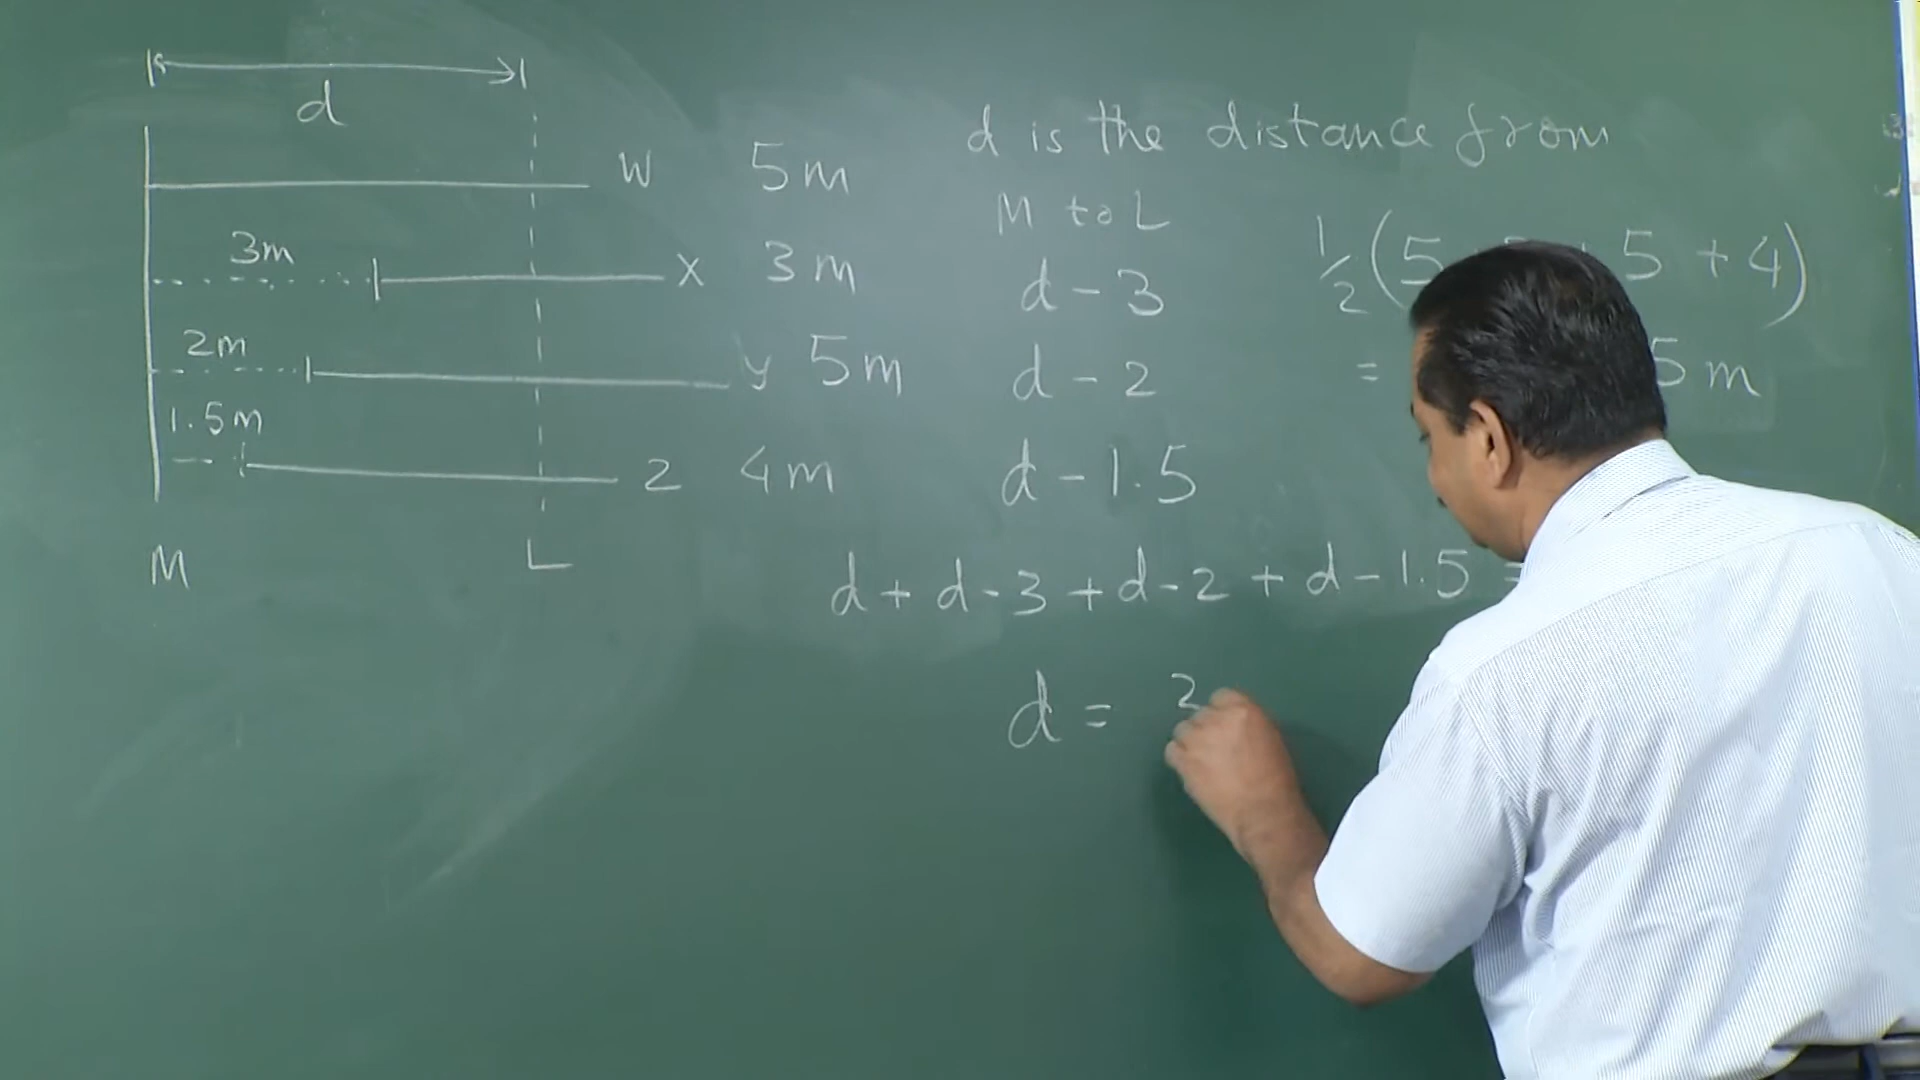 d
W 5m
3m
X 3m
2m
y 5m
1.5m
Z 4m
M L
d is the distance from
M to L
d - 3
d - 2
d - 1.5
1/2 (5 + 5 + 4)
= 5 m
d + d - 3 + d - 2 + d - 1.5 =
d =